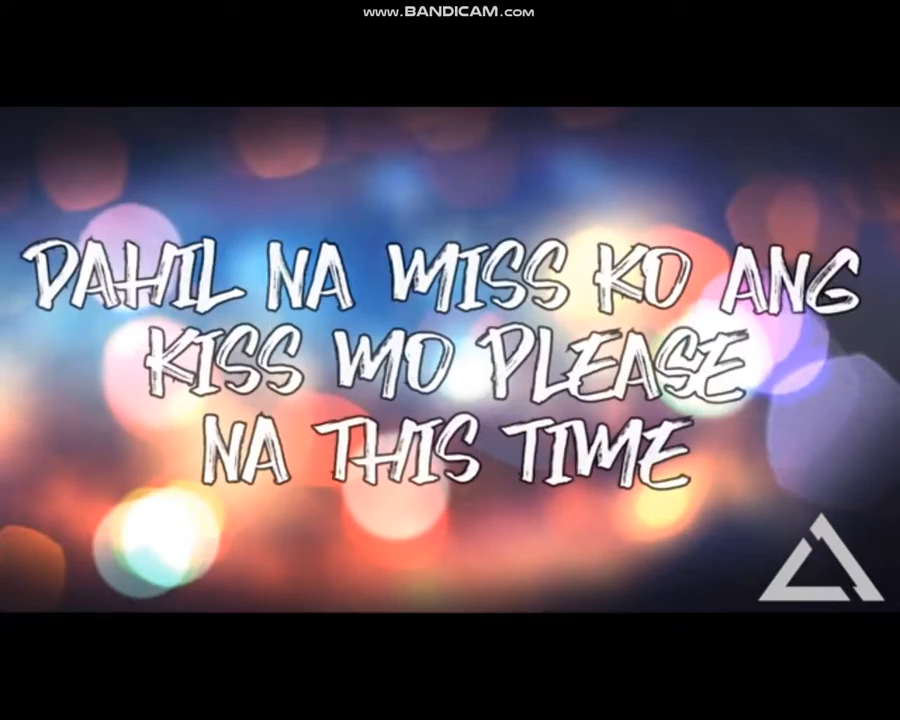 www.BANDICAM.com
DAHIL NA MISS KO ANG
KISS MO PLEASE
NA THIS TIME